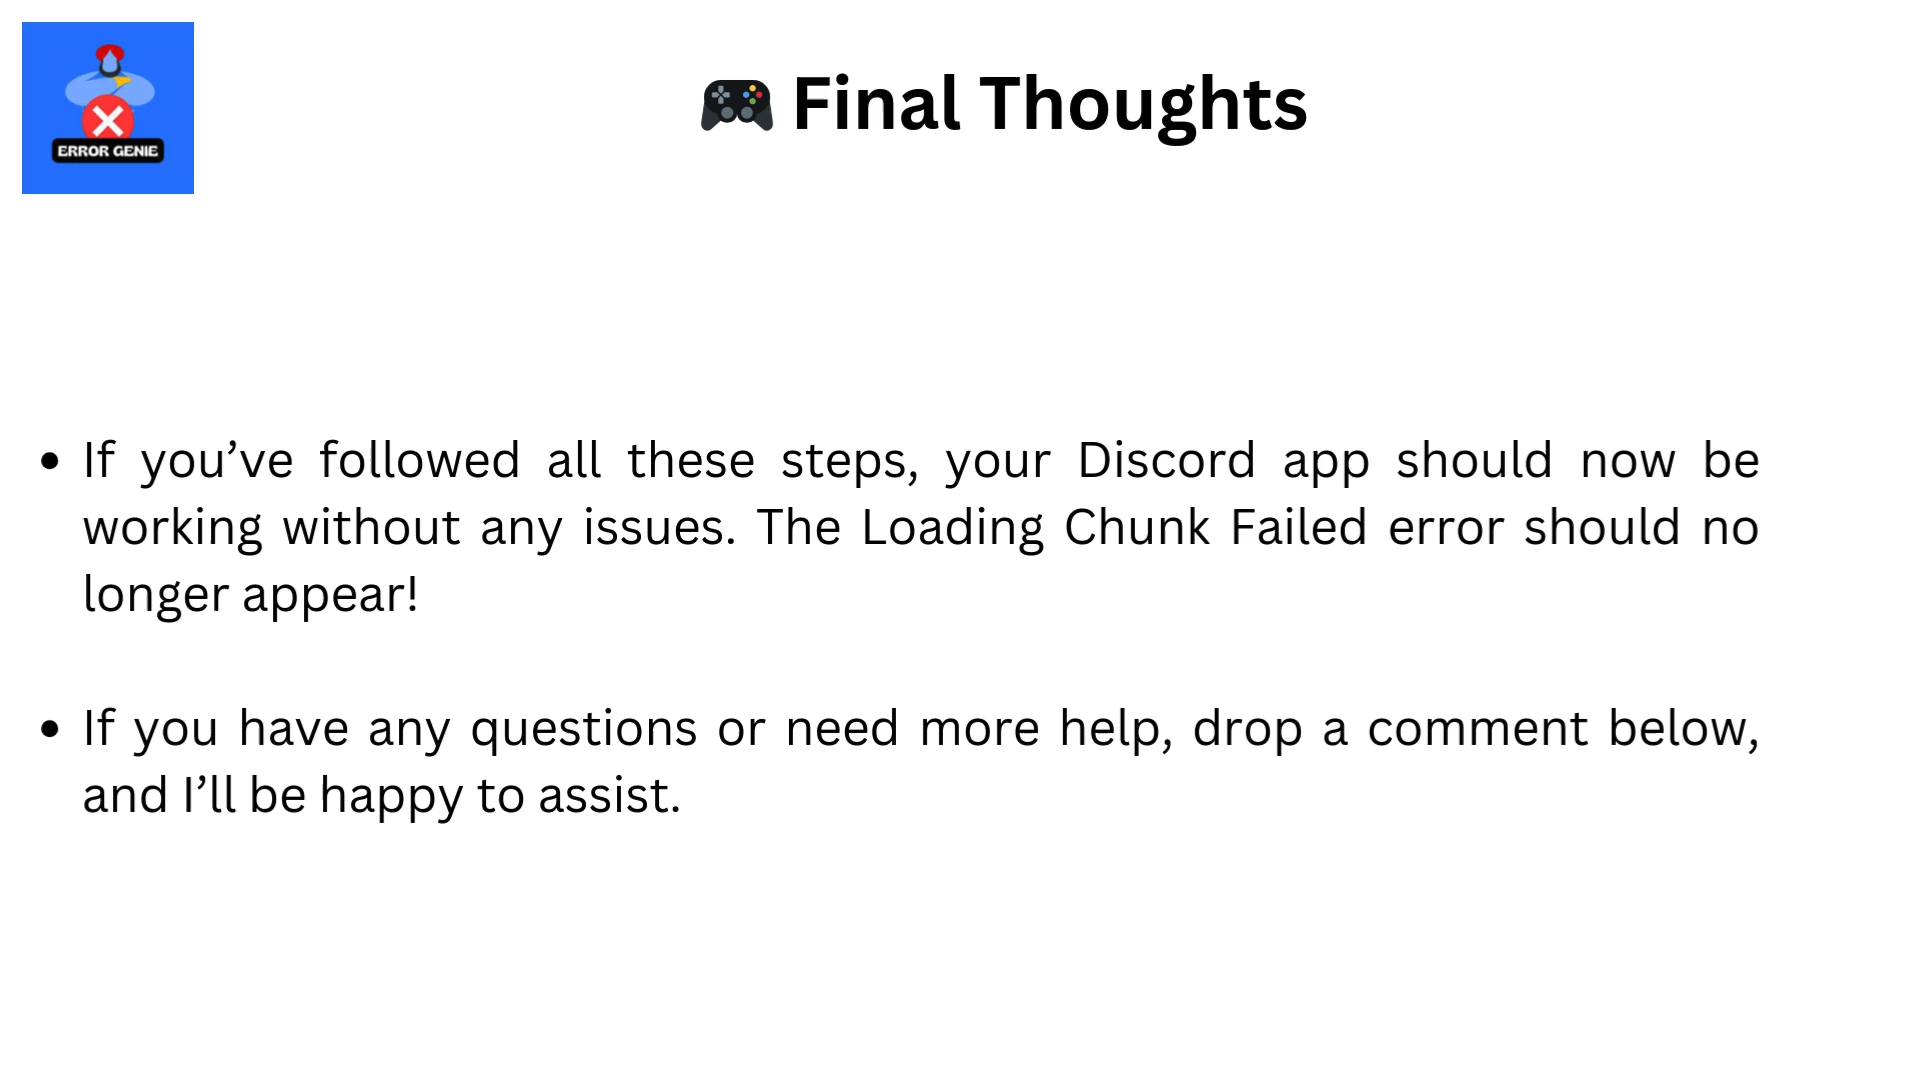 ERROR GENIE
🎮 Final Thoughts
• If you’ve followed all these steps, your Discord app should now be
working without any issues. The Loading Chunk Failed error should no
longer appear!
• If you have any questions or need more help, drop a comment below,
and I’ll be happy to assist.